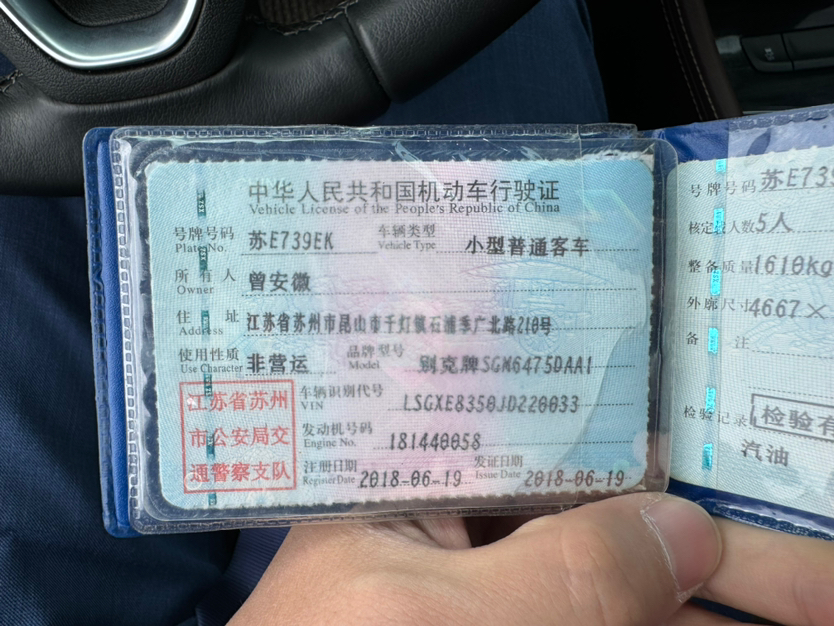 中华人民共和国机动车行驶证
Vehicle License of the People's Republic of China
号牌号码 苏E739EK 车辆类型 小型普通客车
Plate No. Vehicle Type
所有人 曾安徽
Owner
住址 江苏省苏州市昆山市千灯镇石浦季广北路210号
Address
使用性质 非营运 品牌型号 别克牌SGM6475DAA1
Use Character Model
江苏省苏州
市公安局交
通警察支队
车辆识别代号 LSGXE8350JD220033
VIN
发动机号码 181440058
Engine No.
注册日期 2018-06-19 发证日期 2018-06-19
Register Date Issue Date
号牌号码 苏E739
核定载人数 5人
整备质量 1610kg
外廓尺寸 4667×
备注
检验记录 检验有
汽油